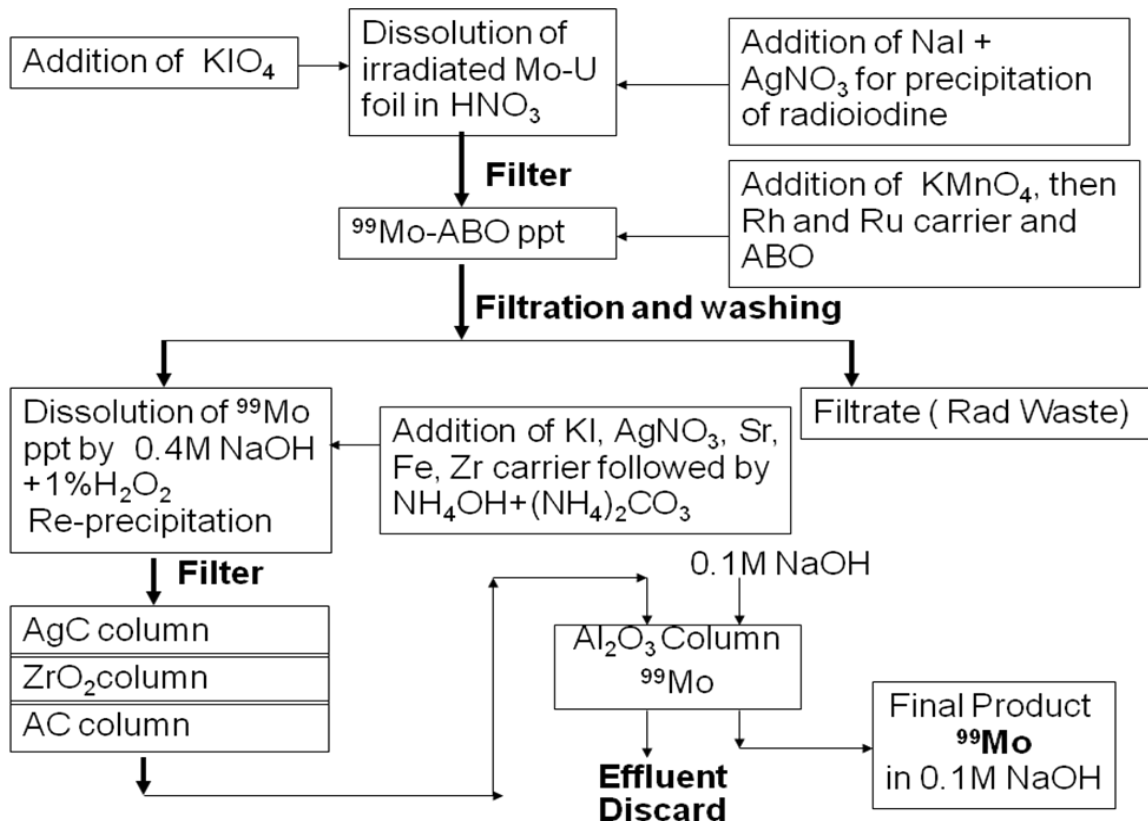 Addition of KIO₄
Dissolution of
irradiated Mo-U
foil in HNO₃
Addition of NaI +
AgNO₃ for precipitation
of radioiodine
Filter
⁹⁹Mo-ABO ppt
Addition of KMnO₄, then
Rh and Ru carrier and
ABO
Filtration and washing
Dissolution of ⁹⁹Mo
ppt by 0.4M NaOH
+1%H₂O₂
Re-precipitation
Addition of KI, AgNO₃, Sr,
Fe, Zr carrier followed by
NH₄OH+(NH₄)₂CO₃
Filtrate ( Rad Waste)
Filter
AgC column
ZrO₂column
AC column
0.1M NaOH
Al₂O₃ Column
⁹⁹Mo
Effluent
Discard
Final Product
⁹⁹Mo
in 0.1M NaOH